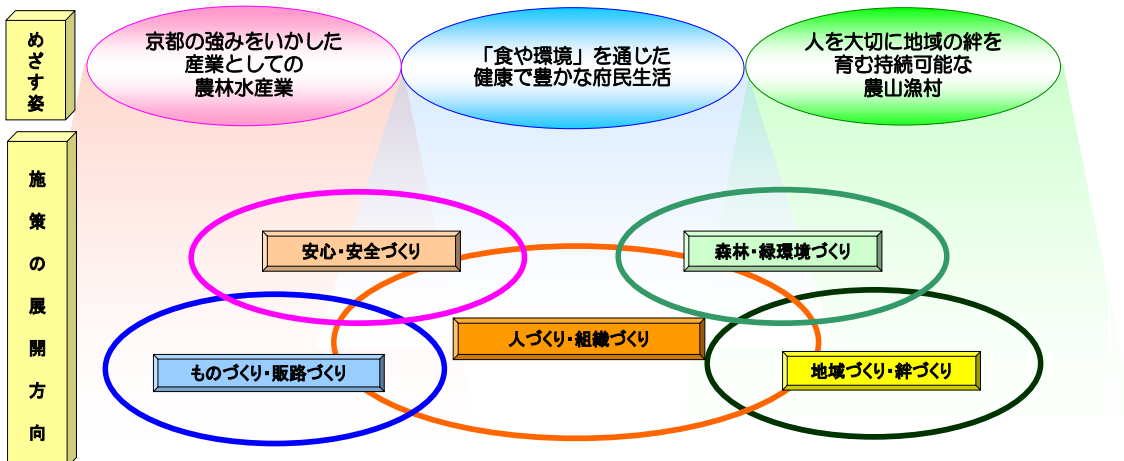 めざす姿
京都の強みをいかした
産業としての
農林水産業
「食や環境」を通じた
健康で豊かな府民生活
人を大切に地域の絆を
育む持続可能な
農山漁村
施策の展開方向
安心・安全づくり
森林・緑環境づくり
人づくり・組織づくり
ものづくり・販路づくり
地域づくり・絆づくり